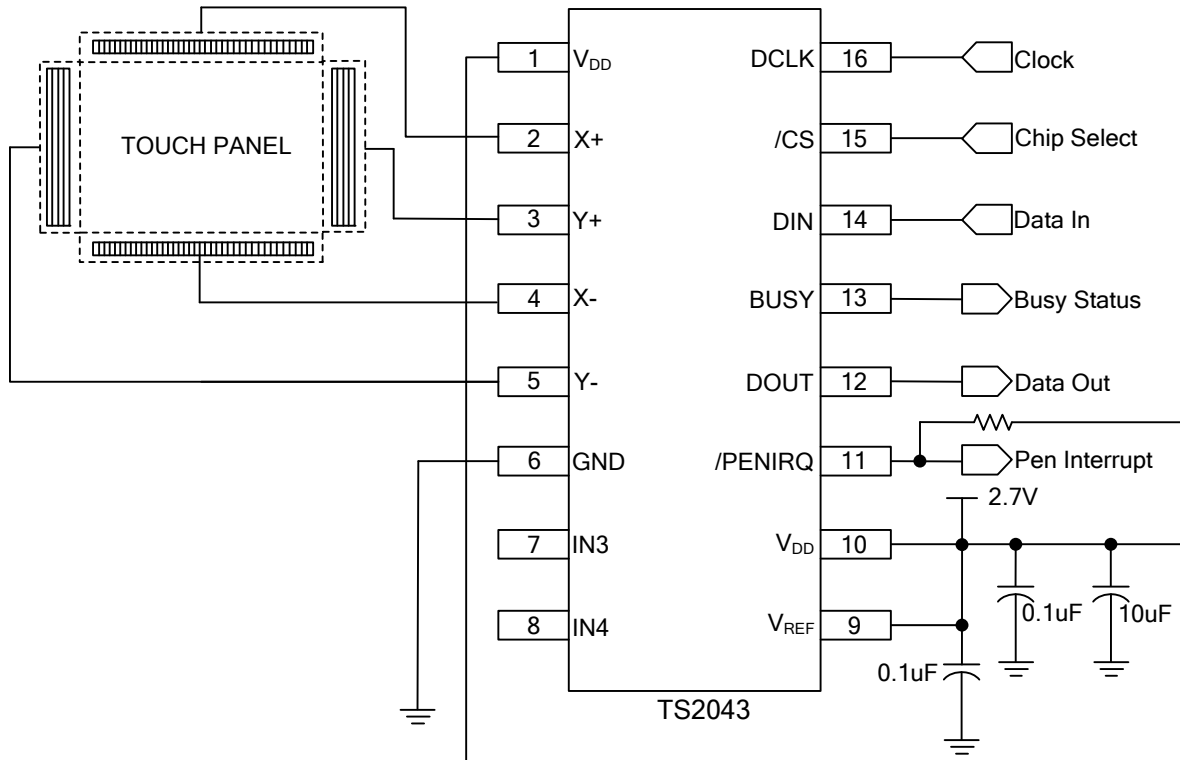 TOUCH PANEL
1 VDD
2 X+
3 Y+
4 X-
5 Y-
6 GND
7 IN3
8 IN4
DCLK 16 Clock
/CS 15 Chip Select
DIN 14 Data In
BUSY 13 Busy Status
DOUT 12 Data Out
/PENIRQ 11 Pen Interrupt
2.7V
VDD 10
0.1uF 10uF
VREF 9
0.1uF
TS2043